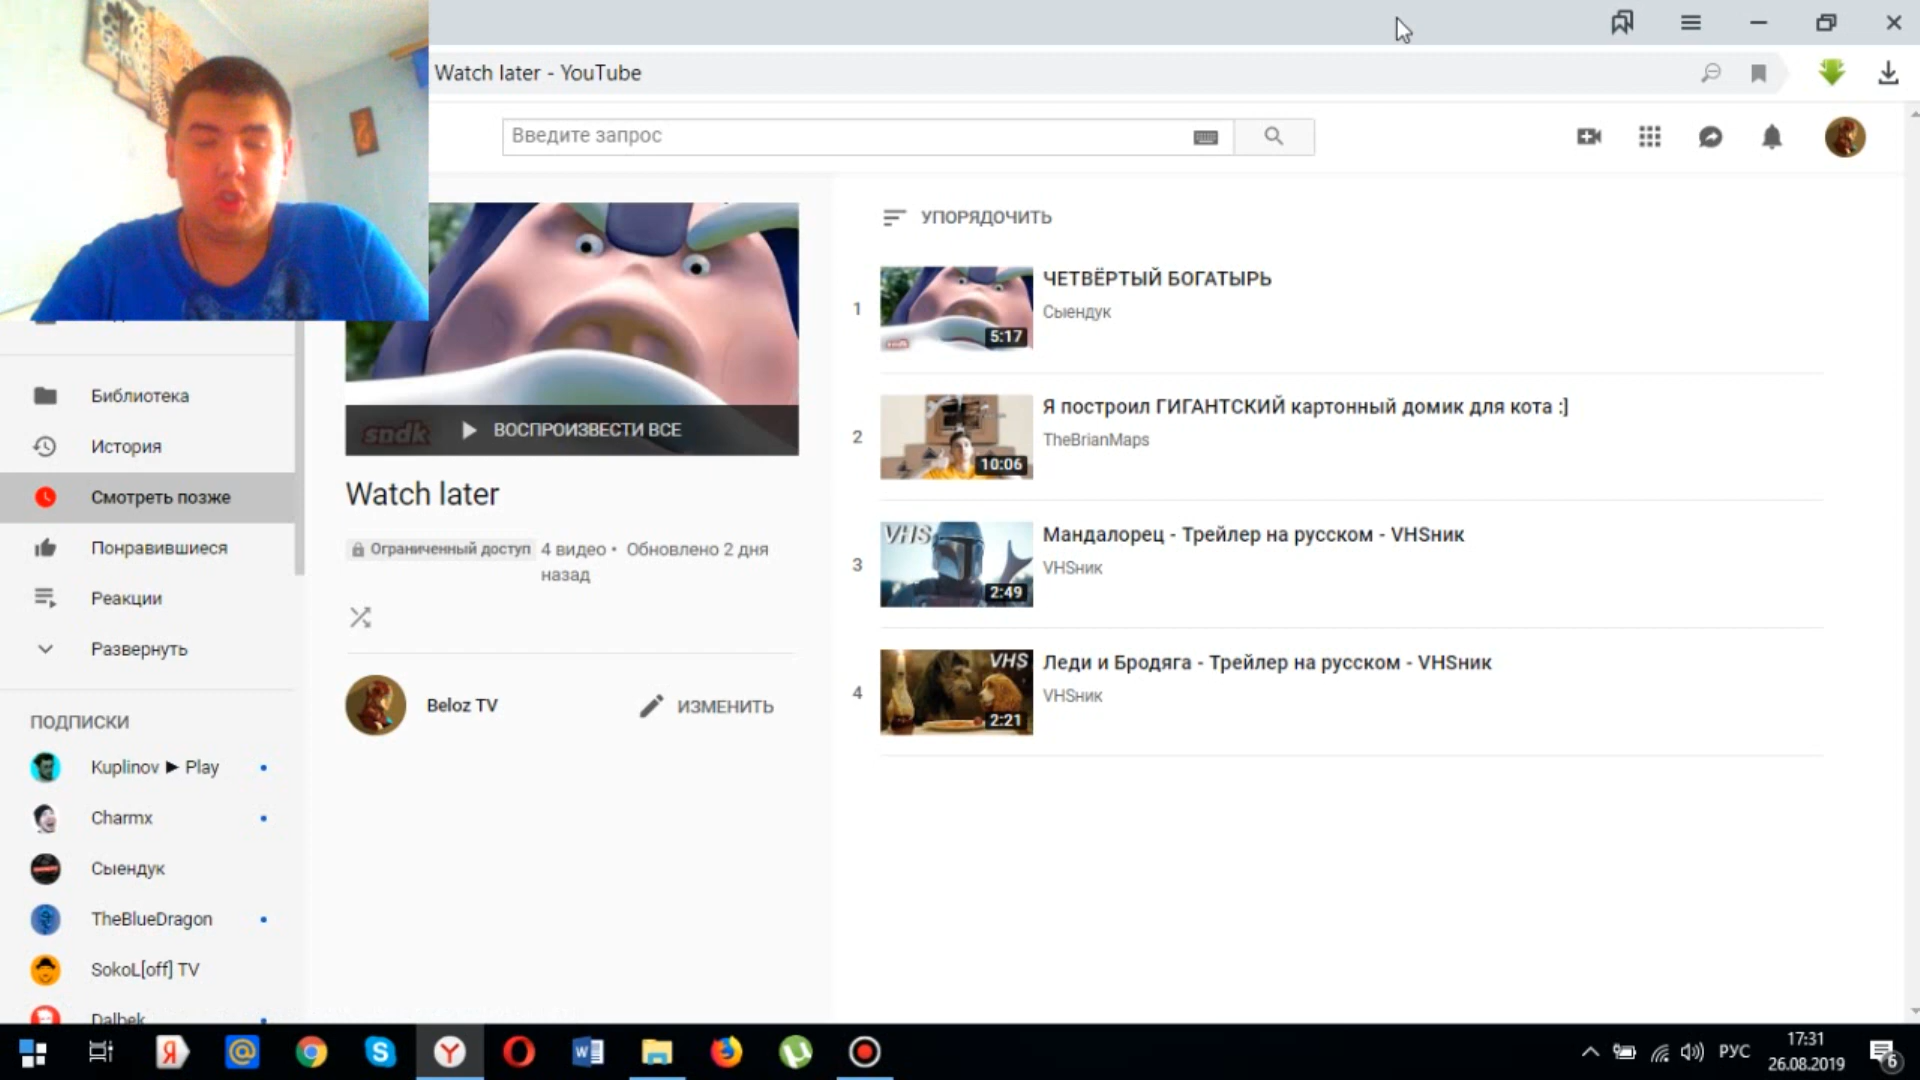 Watch later - YouTube
Введите запрос
УПОРЯДОЧИТЬ
1
5:17
ЧЕТВЁРТЫЙ БОГАТЫРЬ
Сыендук
2
10:06
Я построил ГИГАНТСКИЙ картонный домик для кота :]
TheBrianMaps
3
VHS
2:49
Мандалорец - Трейлер на русском - VHSник
VHSник
4
VHS
2:21
Леди и Бродяга - Трейлер на русском - VHSник
VHSник
sndk
ВОСПРОИЗВЕСТИ ВСЕ
Watch later
Ограниченный доступ 4 видео • Обновлено 2 дня
назад
Beloz TV
ИЗМЕНИТЬ
Библиотека
История
Смотреть позже
Понравившиеся
Реакции
Развернуть
ПОДПИСКИ
Kuplinov ► Play
Charmx
Сыендук
TheBlueDragon
SokoL[off] TV
Dalbek
РУС
17:31
26.08.2019
6